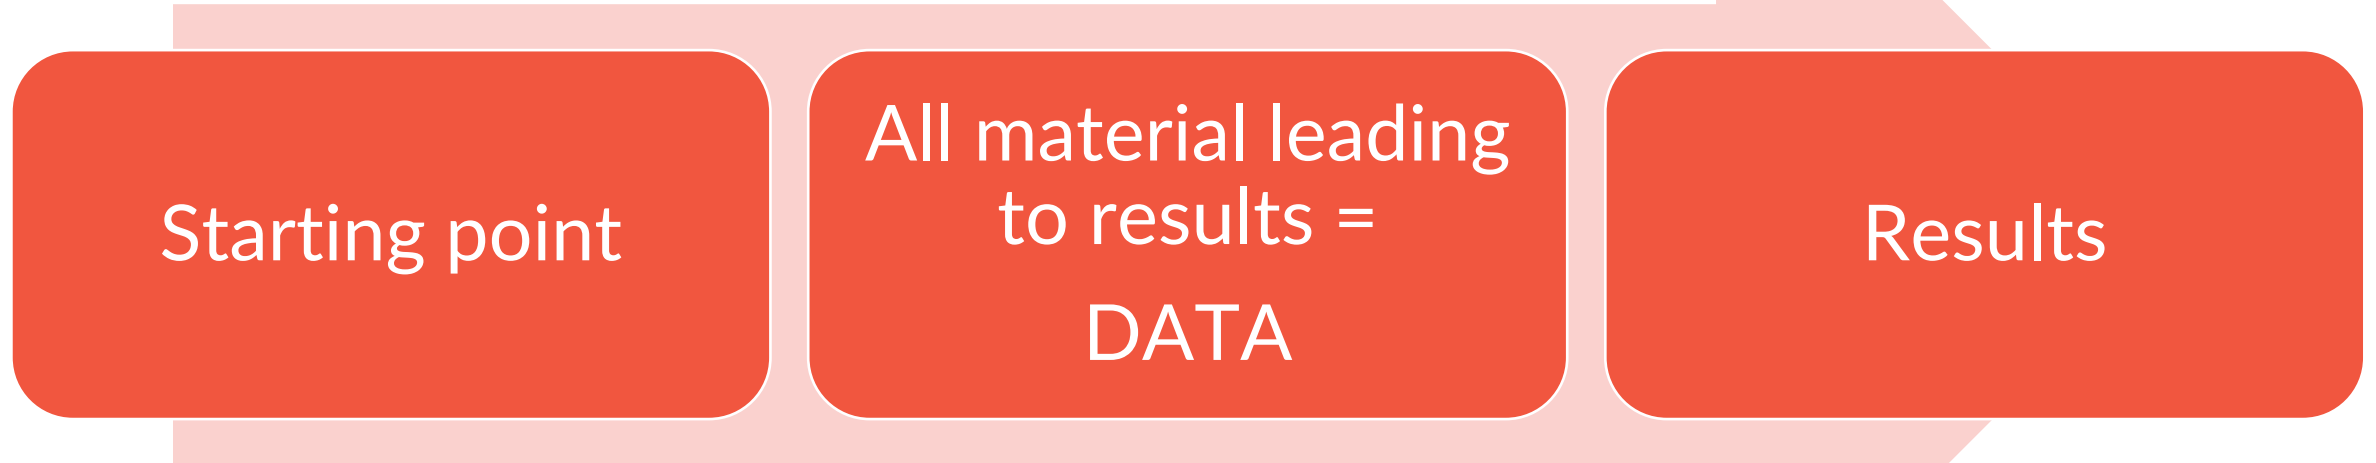 Starting point
All material leading
to results =
DATA
Results